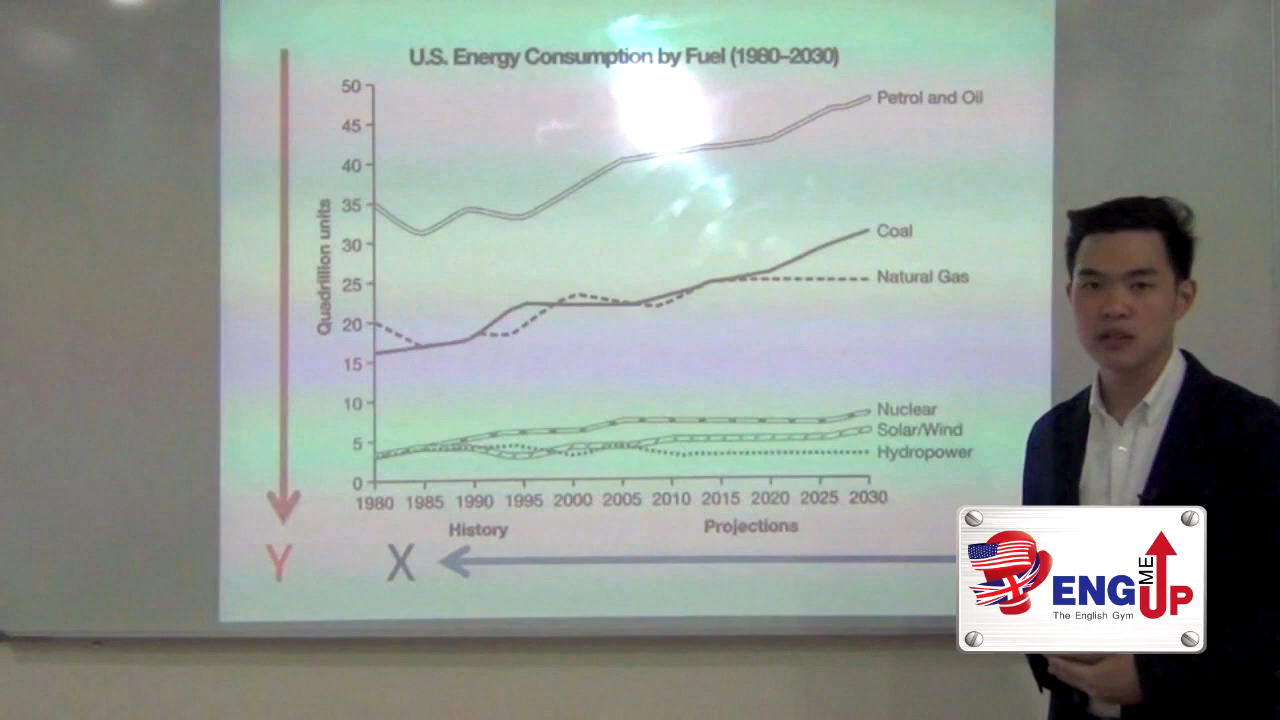 U.S. Energy Consumption by Fuel (1980–2030)
Quadrillion units
50
45
40
35
30
25
20
15
10
5
0
Petrol and Oil
Coal
Natural Gas
Nuclear
Solar/Wind
Hydropower
1980 1985 1990 1995 2000 2005 2010 2015 2020 2025 2030
History Projections
Y X
ENG ME UP
The English Gym